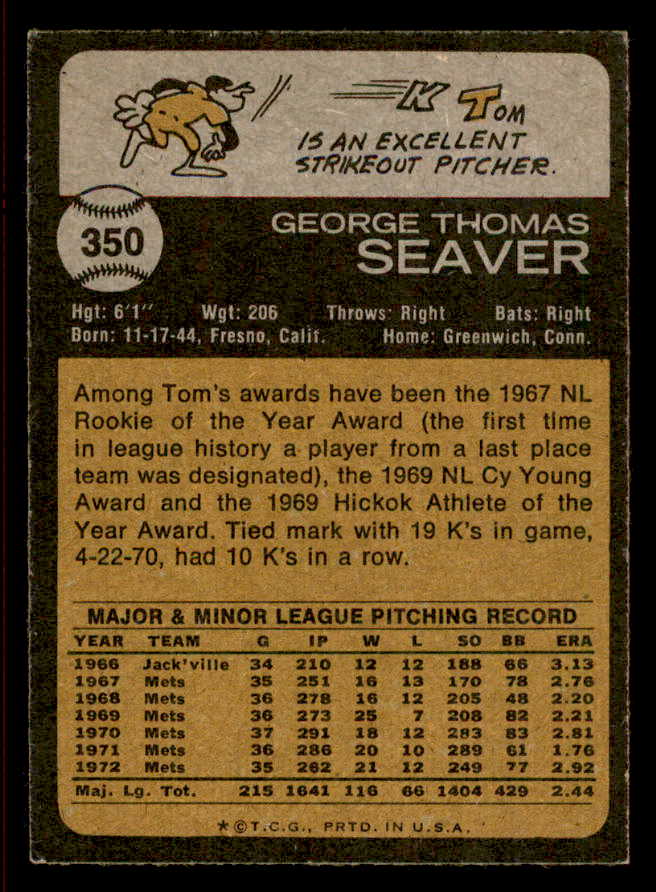 K TOM
IS AN EXCELLENT
STRIKEOUT PITCHER.
350
GEORGE THOMAS
SEAVER
Hgt: 6'1" Wgt: 206 Throws: Right Bats: Right
Born: 11-17-44, Fresno, Calif. Home: Greenwich, Conn.
Among Tom's awards have been the 1967 NL
Rookie of the Year Award (the first time
in league history a player from a last place
team was designated), the 1969 NL Cy Young
Award and the 1969 Hickok Athlete of the
Year Award. Tied mark with 19 K's in game,
4-22-70, had 10 K's in a row.
MAJOR & MINOR LEAGUE PITCHING RECORD
YEAR TEAM G IP W L SO BB ERA
1966 Jack'ville 34 210 12 12 188 66 3.13
1967 Mets 35 251 16 13 170 78 2.76
1968 Mets 36 278 16 12 205 48 2.20
1969 Mets 36 273 25 7 208 82 2.21
1970 Mets 37 291 18 12 283 83 2.81
1971 Mets 36 286 20 10 289 61 1.76
1972 Mets 35 262 21 12 249 77 2.92
Maj. Lg. Tot. 215 1641 116 66 1404 429 2.44
★©T.C.G., PRTD. IN U.S.A.